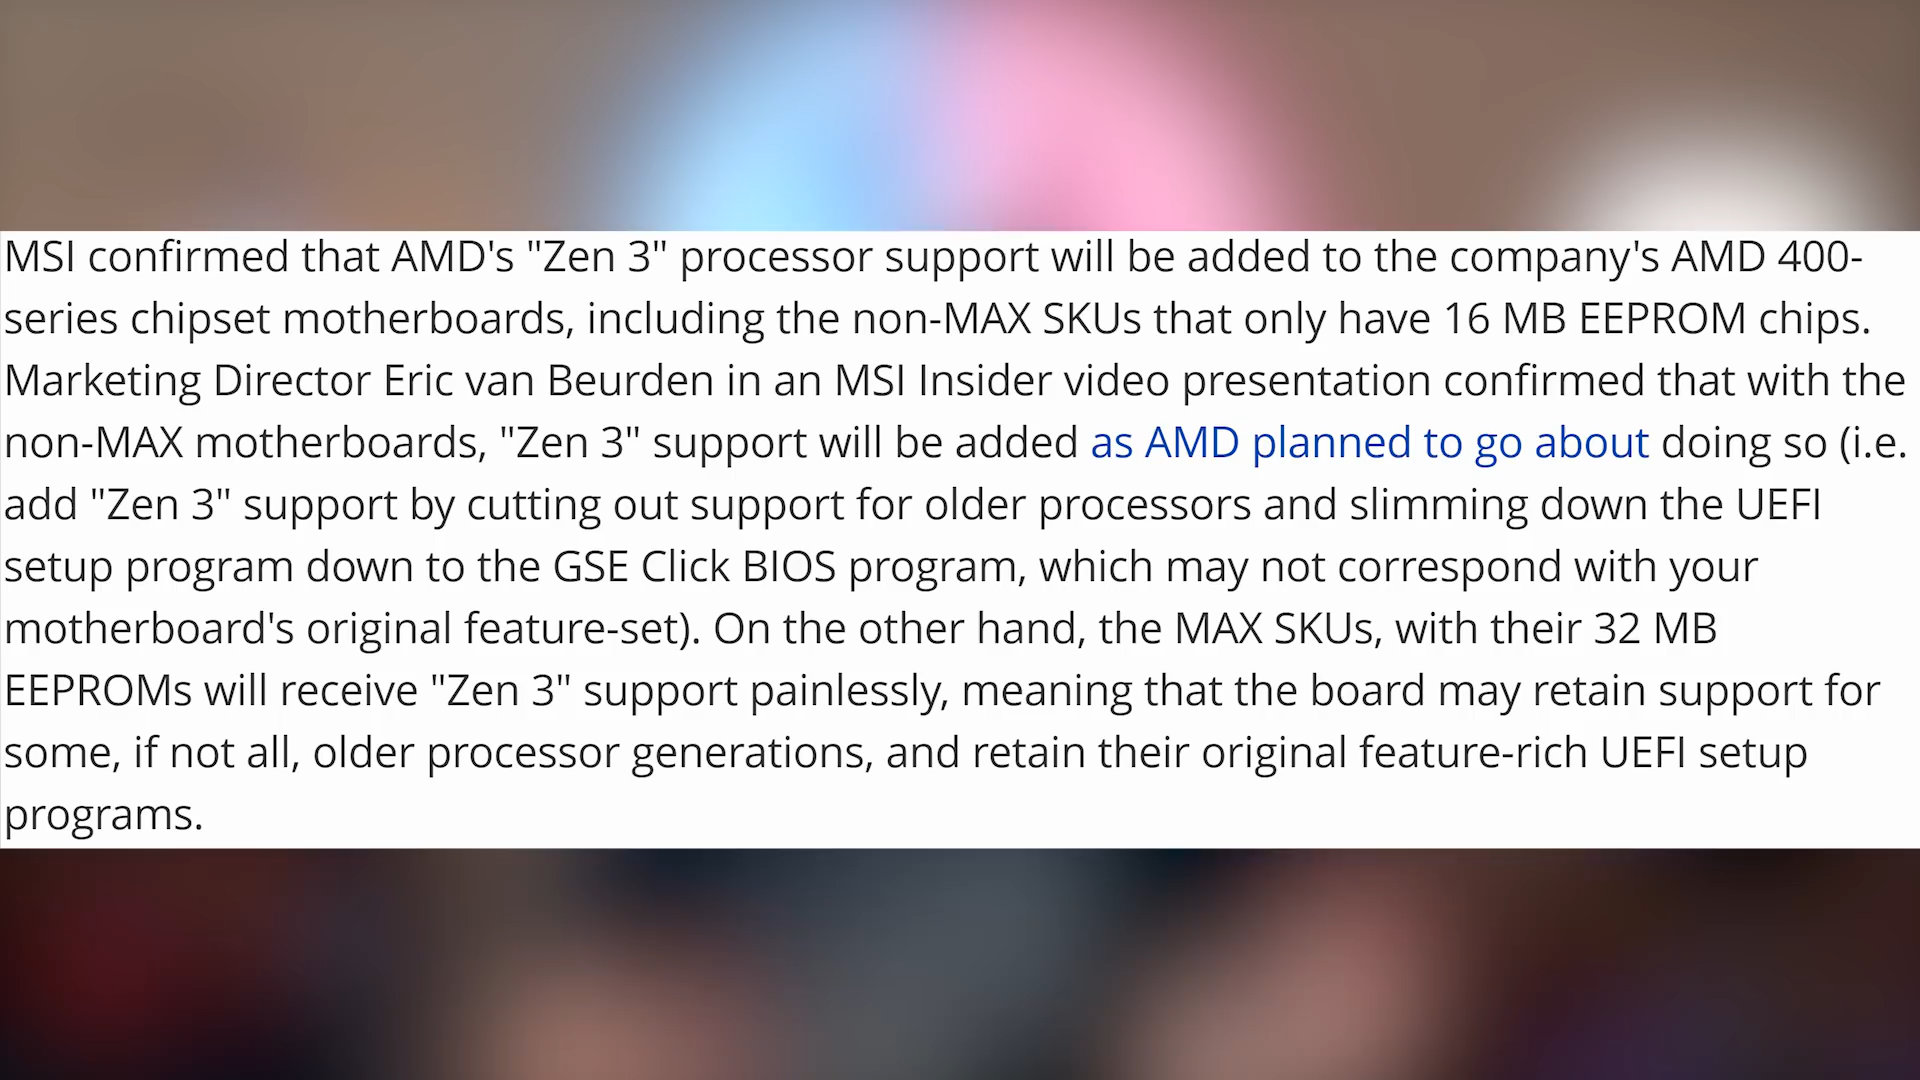 MSI confirmed that AMD's "Zen 3" processor support will be added to the company's AMD 400-
series chipset motherboards, including the non-MAX SKUs that only have 16 MB EEPROM chips.
Marketing Director Eric van Beurden in an MSI Insider video presentation confirmed that with the
non-MAX motherboards, "Zen 3" support will be added as AMD planned to go about doing so (i.e.
add "Zen 3" support by cutting out support for older processors and slimming down the UEFI
setup program down to the GSE Click BIOS program, which may not correspond with your
motherboard's original feature-set). On the other hand, the MAX SKUs, with their 32 MB
EEPROMs will receive "Zen 3" support painlessly, meaning that the board may retain support for
some, if not all, older processor generations, and retain their original feature-rich UEFI setup
programs.